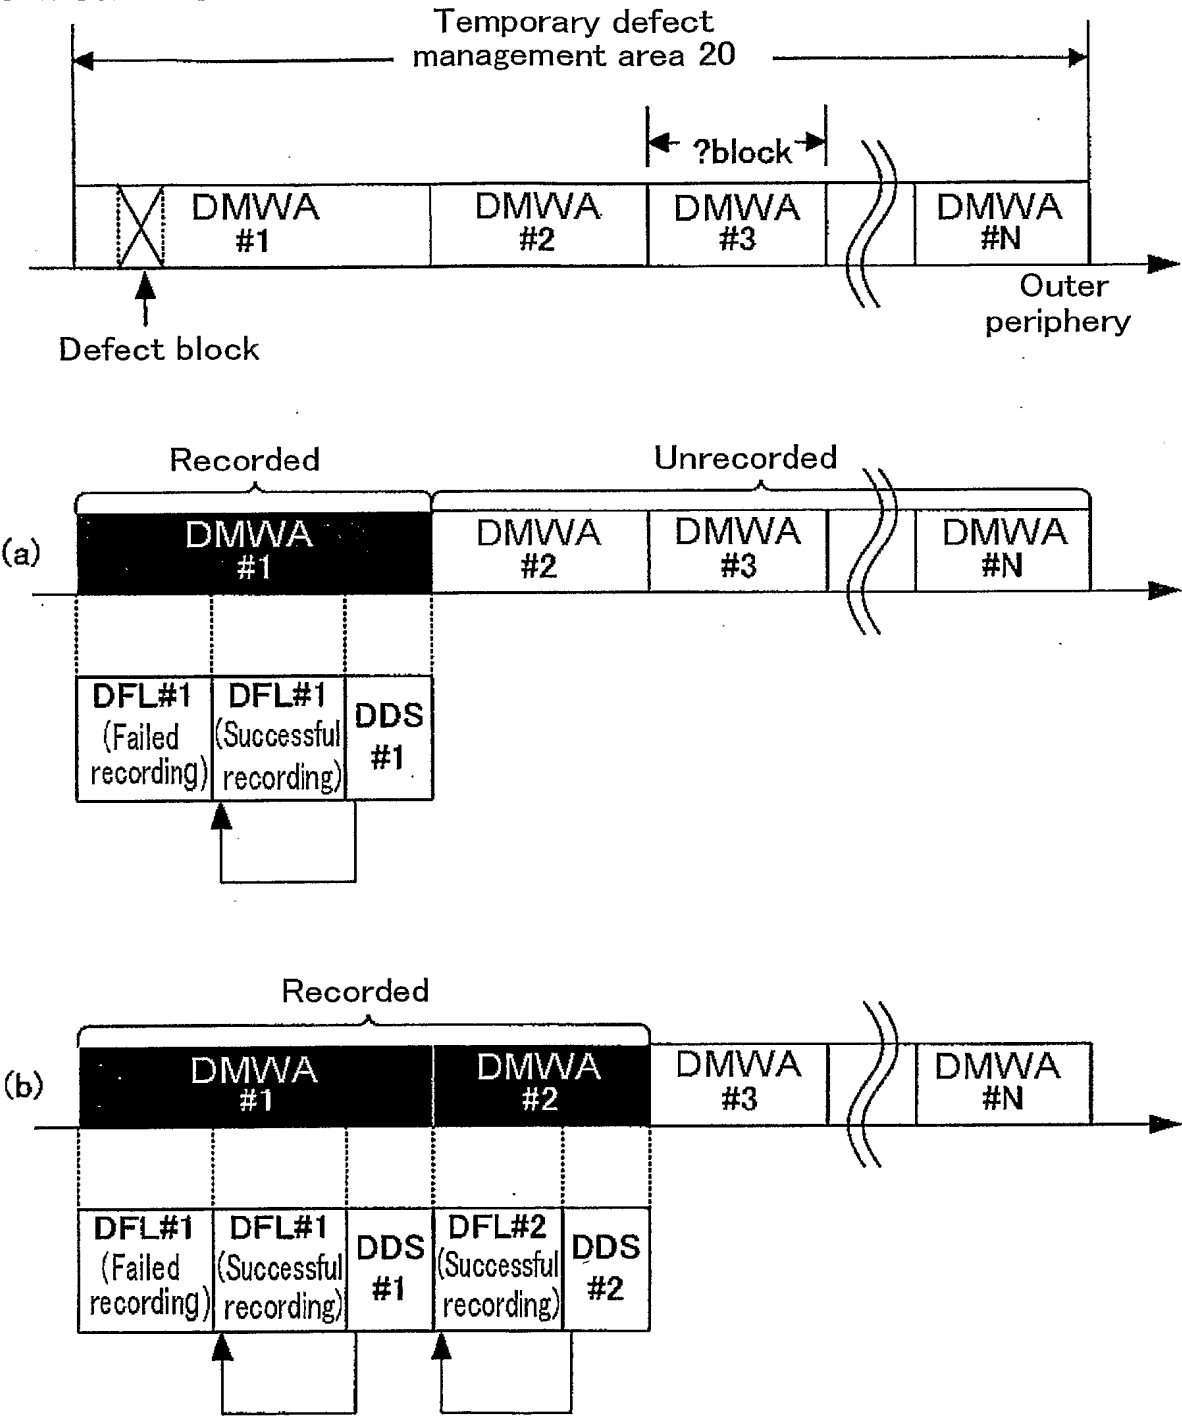 Temporary defect
management area 20
?block
DMWA
#1
DMWA
#2
DMWA
#3
DMWA
#N
Outer
periphery
Defect block
Recorded
Unrecorded
(a)
DMWA
#1
DMWA
#2
DMWA
#3
DMWA
#N
DFL#1
(Failed
recording)
DFL#1
(Successful
recording)
DDS
#1
Recorded
(b)
DMWA
#1
DMWA
#2
DMWA
#3
DMWA
#N
DFL#1
(Failed
recording)
DFL#1
(Successful
recording)
DDS
#1
DFL#2
(Successful
recording)
DDS
#2